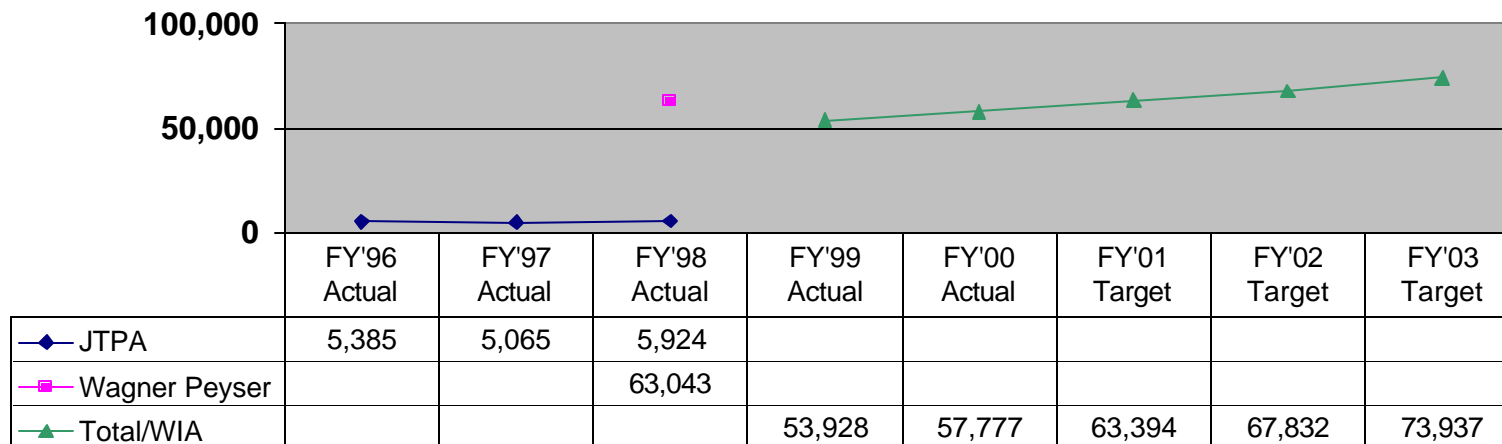 100,000
50,000
0
FY'96 FY'97 FY'98 FY'99 FY'00 FY'01 FY'02 FY'03
Actual Actual Actual Actual Actual Target Target Target
JTPA 5,385 5,065 5,924
Wagner Peyser 63,043
Total/WIA 53,928 57,777 63,394 67,832 73,937